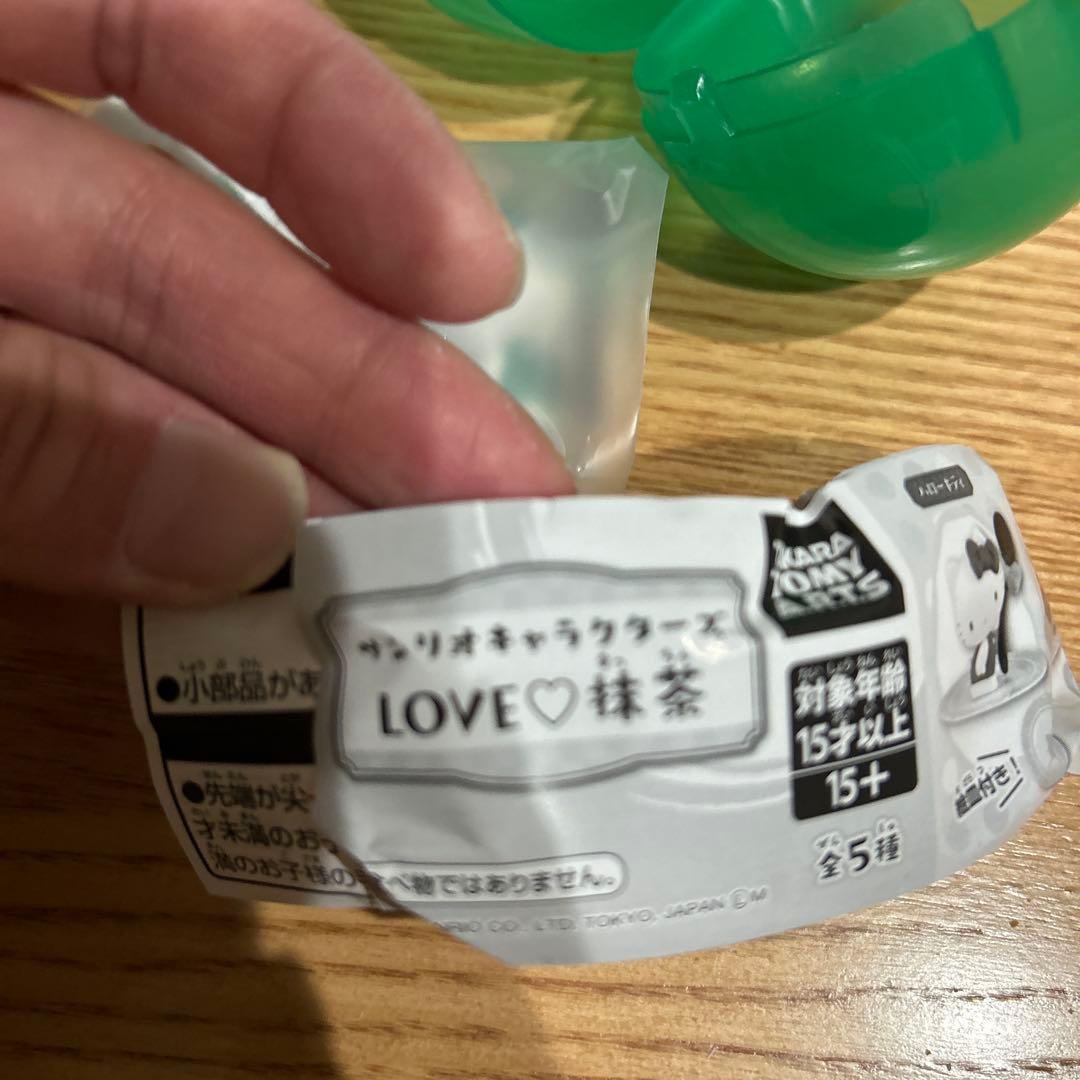 サンリオキャラクターズ
LOVE♡抹茶
TAKARA
TOMY
ARTS
対象年齢
15才以上
15+
全5種
ハローキティ
●小部品があ
●先端が尖
才未満のお
満のお子様の
食べ物ではありません。
RIO CO., LTD. TOKYO, JAPAN ⓁM
付き!